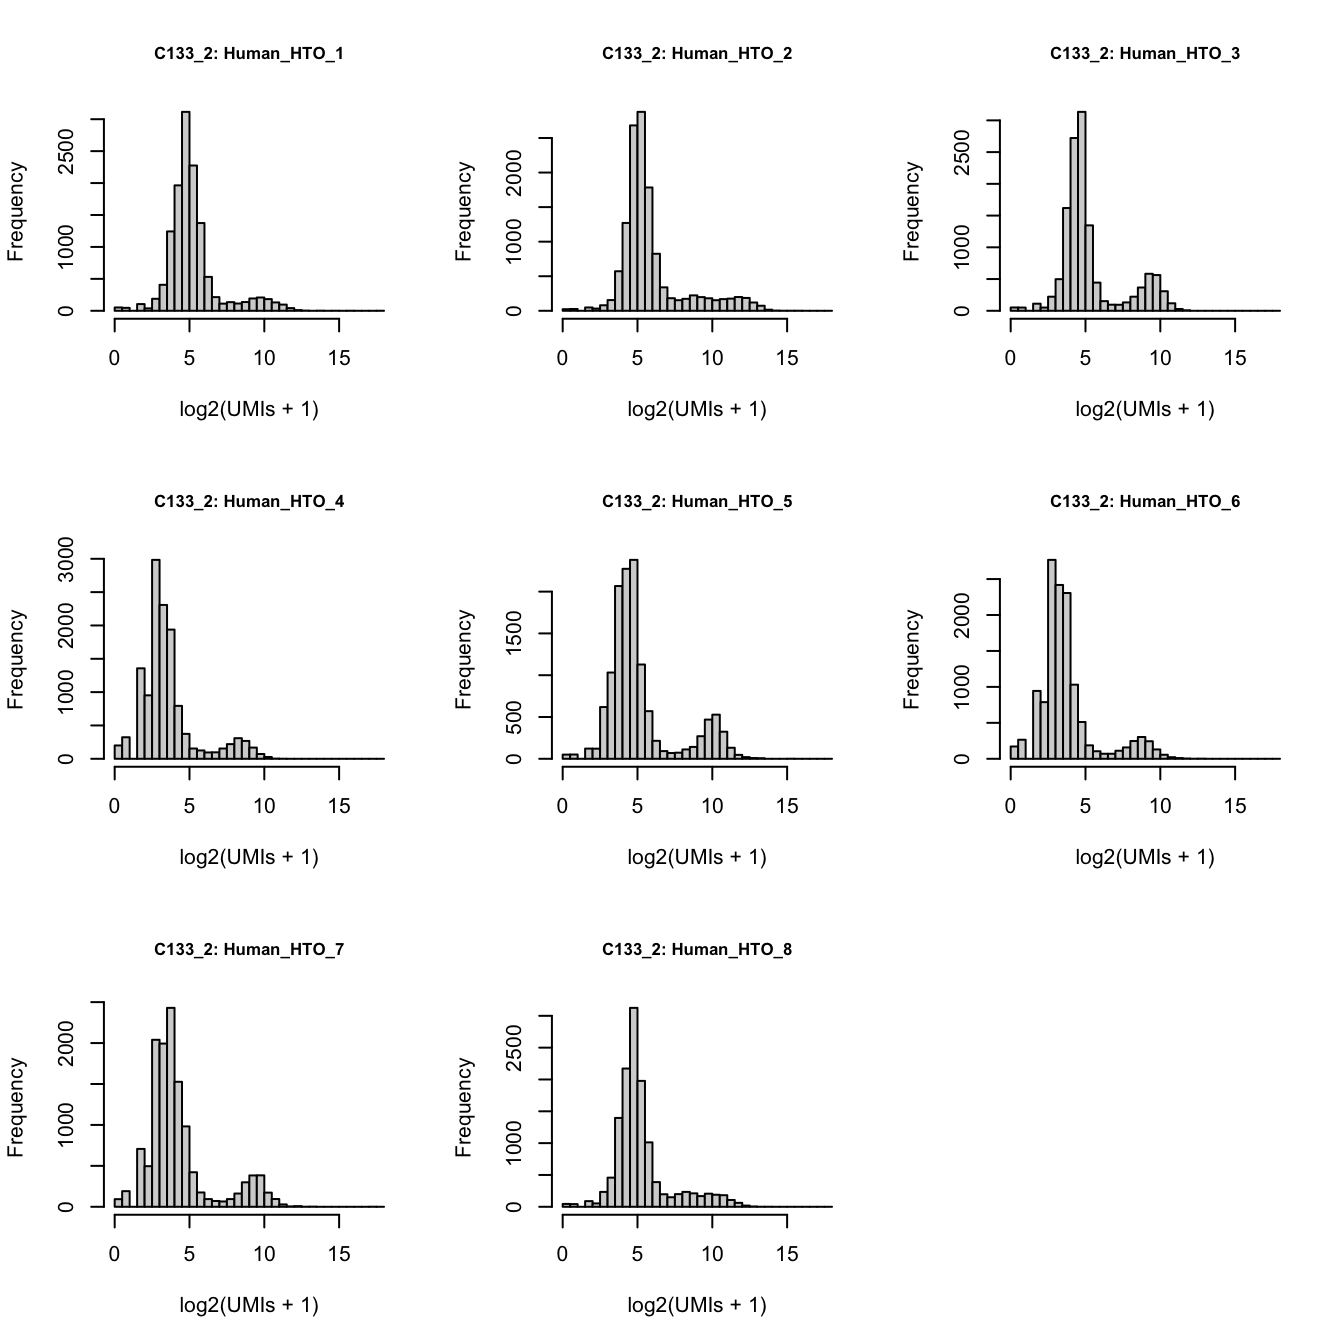 C133_2: Human_HTO_1
Frequency
0 1000 2500
0 5 10 15
log2(UMIs + 1)
C133_2: Human_HTO_2
Frequency
0 1000 2000
0 5 10 15
log2(UMIs + 1)
C133_2: Human_HTO_3
Frequency
0 1000 2500
0 5 10 15
log2(UMIs + 1)
C133_2: Human_HTO_4
Frequency
0 1000 2000 3000
0 5 10 15
log2(UMIs + 1)
C133_2: Human_HTO_5
Frequency
0 500 1500
0 5 10 15
log2(UMIs + 1)
C133_2: Human_HTO_6
Frequency
0 1000 2000
0 5 10 15
log2(UMIs + 1)
C133_2: Human_HTO_7
Frequency
0 1000 2000
0 5 10 15
log2(UMIs + 1)
C133_2: Human_HTO_8
Frequency
0 1000 2500
0 5 10 15
log2(UMIs + 1)